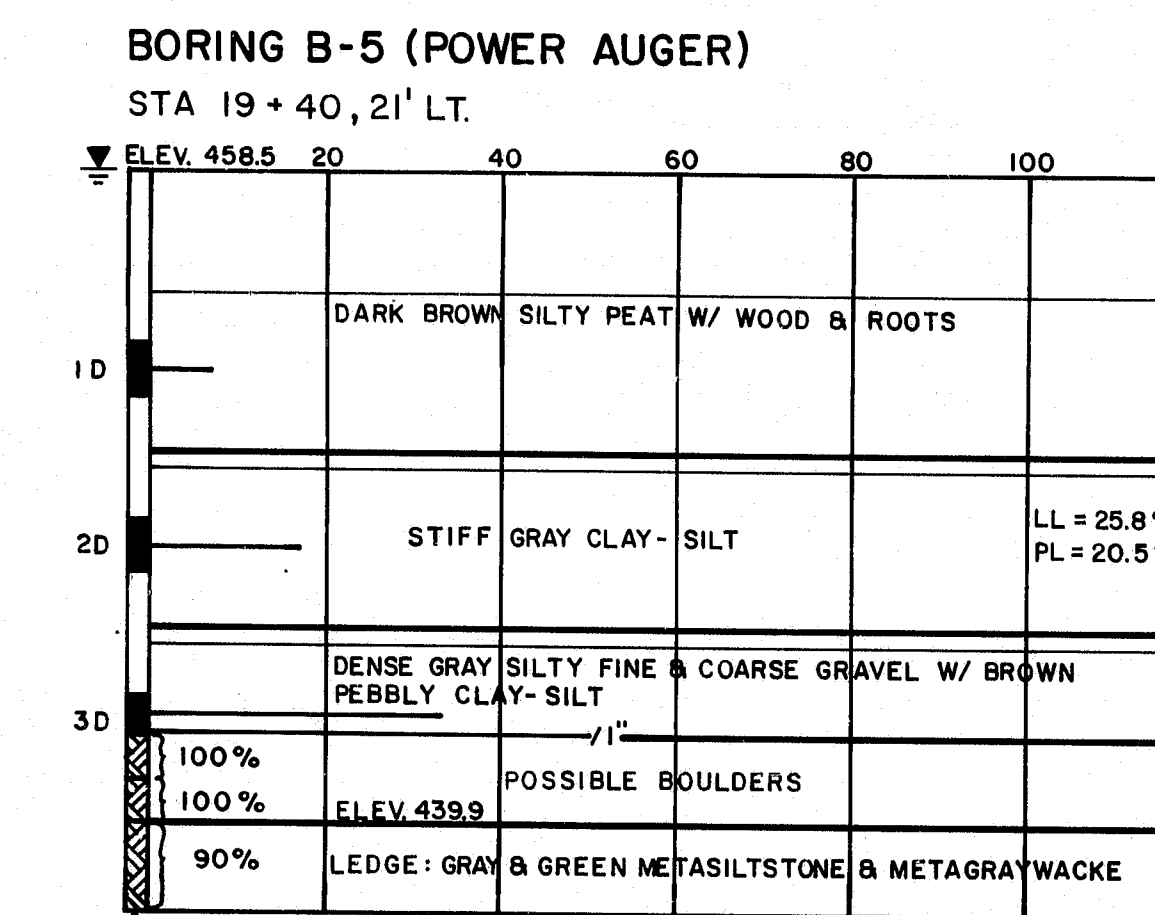 BORING B-5 (POWER AUGER)
STA 19 + 40, 21' LT.
ELEV. 458.5 20 40 60 80 100
DARK BROWN SILTY PEAT W/ WOOD & ROOTS
1D
LL = 25.8
2D STIFF GRAY CLAY-SILT
PL = 20.5
DENSE GRAY SILTY FINE & COARSE GRAVEL W/ BROWN
PEBBLY CLAY-SILT
3D
/1"
100%
POSSIBLE BOULDERS
100%
ELEV. 439.9
90% LEDGE: GRAY & GREEN METASILTSTONE & METAGRAYWACKE